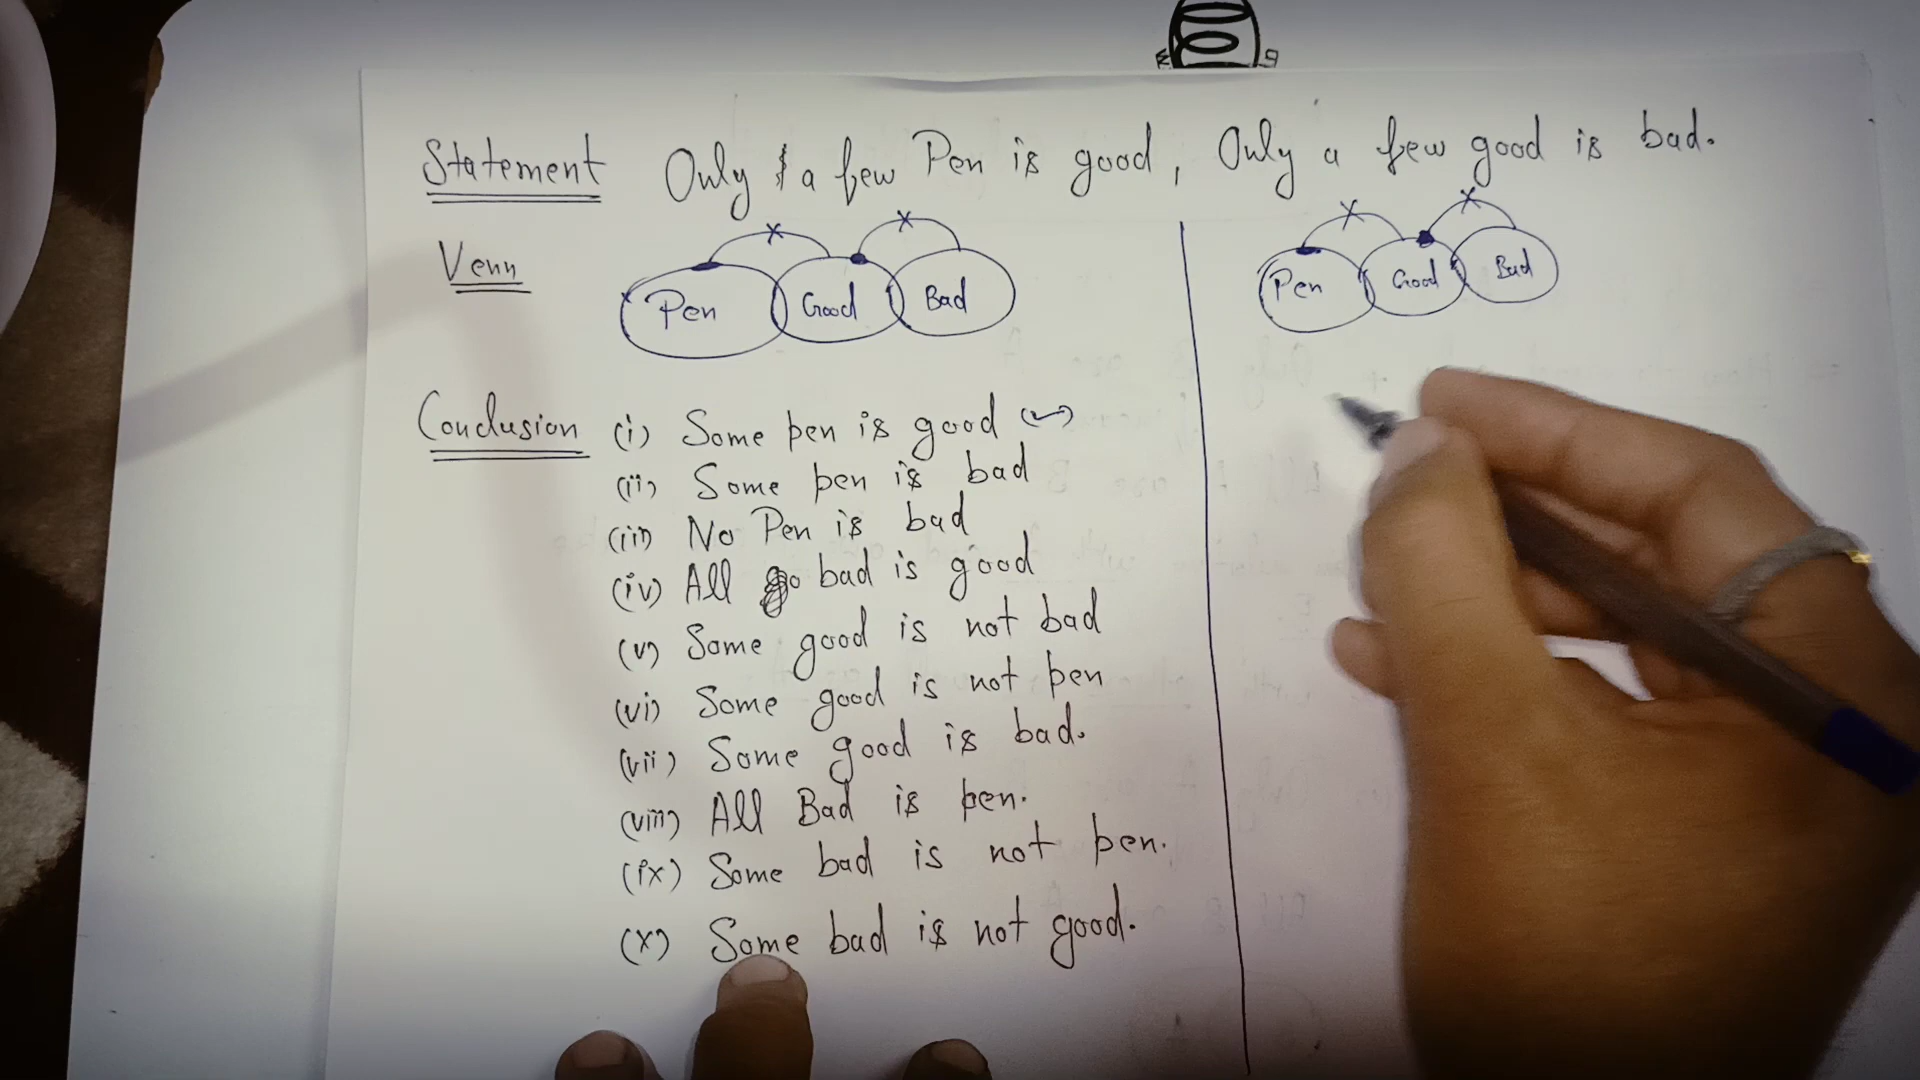 Statement Only a few Pen is good, Only a few good is bad.
Venn
Pen Good Bad
Pen Good Bad
Conclusion (i) Some pen is good
(ii) Some pen is bad
(iii) No Pen is bad
(iv) All bad is good
(v) Some good is not bad
(vi) Some good is not pen
(vii) Some good is bad.
(viii) All Bad is pen.
(ix) Some bad is not pen.
(x) Some bad is not good.